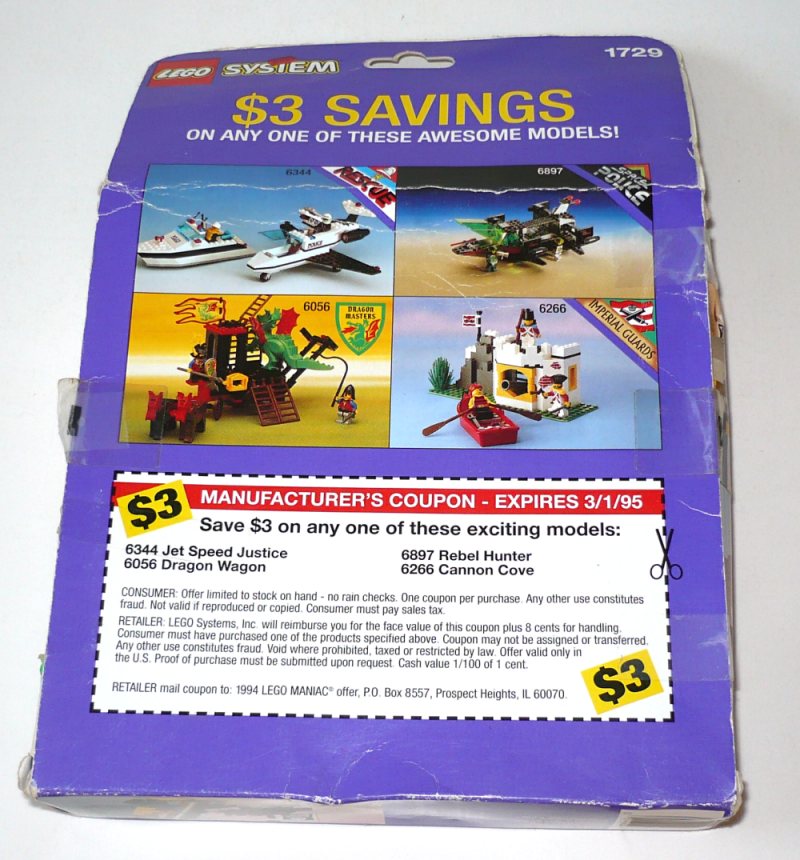 LEGO SYSTEM
1729
$3 SAVINGS
ON ANY ONE OF THESE AWESOME MODELS!
6344
RESCUE
6897
SPACE POLICE
POLICE
6056
DRAGON
MASTERS
6266
IMPERIAL GUARDS
$3
MANUFACTURER'S COUPON - EXPIRES 3/1/95
Save $3 on any one of these exciting models:
6344 Jet Speed Justice
6056 Dragon Wagon
6897 Rebel Hunter
6266 Cannon Cove
CONSUMER: Offer limited to stock on hand - no rain checks. One coupon per purchase. Any other use constitutes
fraud. Not valid if reproduced or copied. Consumer must pay sales tax.
RETAILER: LEGO Systems, Inc. will reimburse you for the face value of this coupon plus 8 cents for handling.
Consumer must have purchased one of the products specified above. Coupon may not be assigned or transferred.
Any other use constitutes fraud. Void where prohibited, taxed or restricted by law. Offer valid only in
the U.S. Proof of purchase must be submitted upon request. Cash value 1/100 of 1 cent.
RETAILER mail coupon to: 1994 LEGO MANIAC® offer, P.O. Box 8557, Prospect Heights, IL 60070.
$3